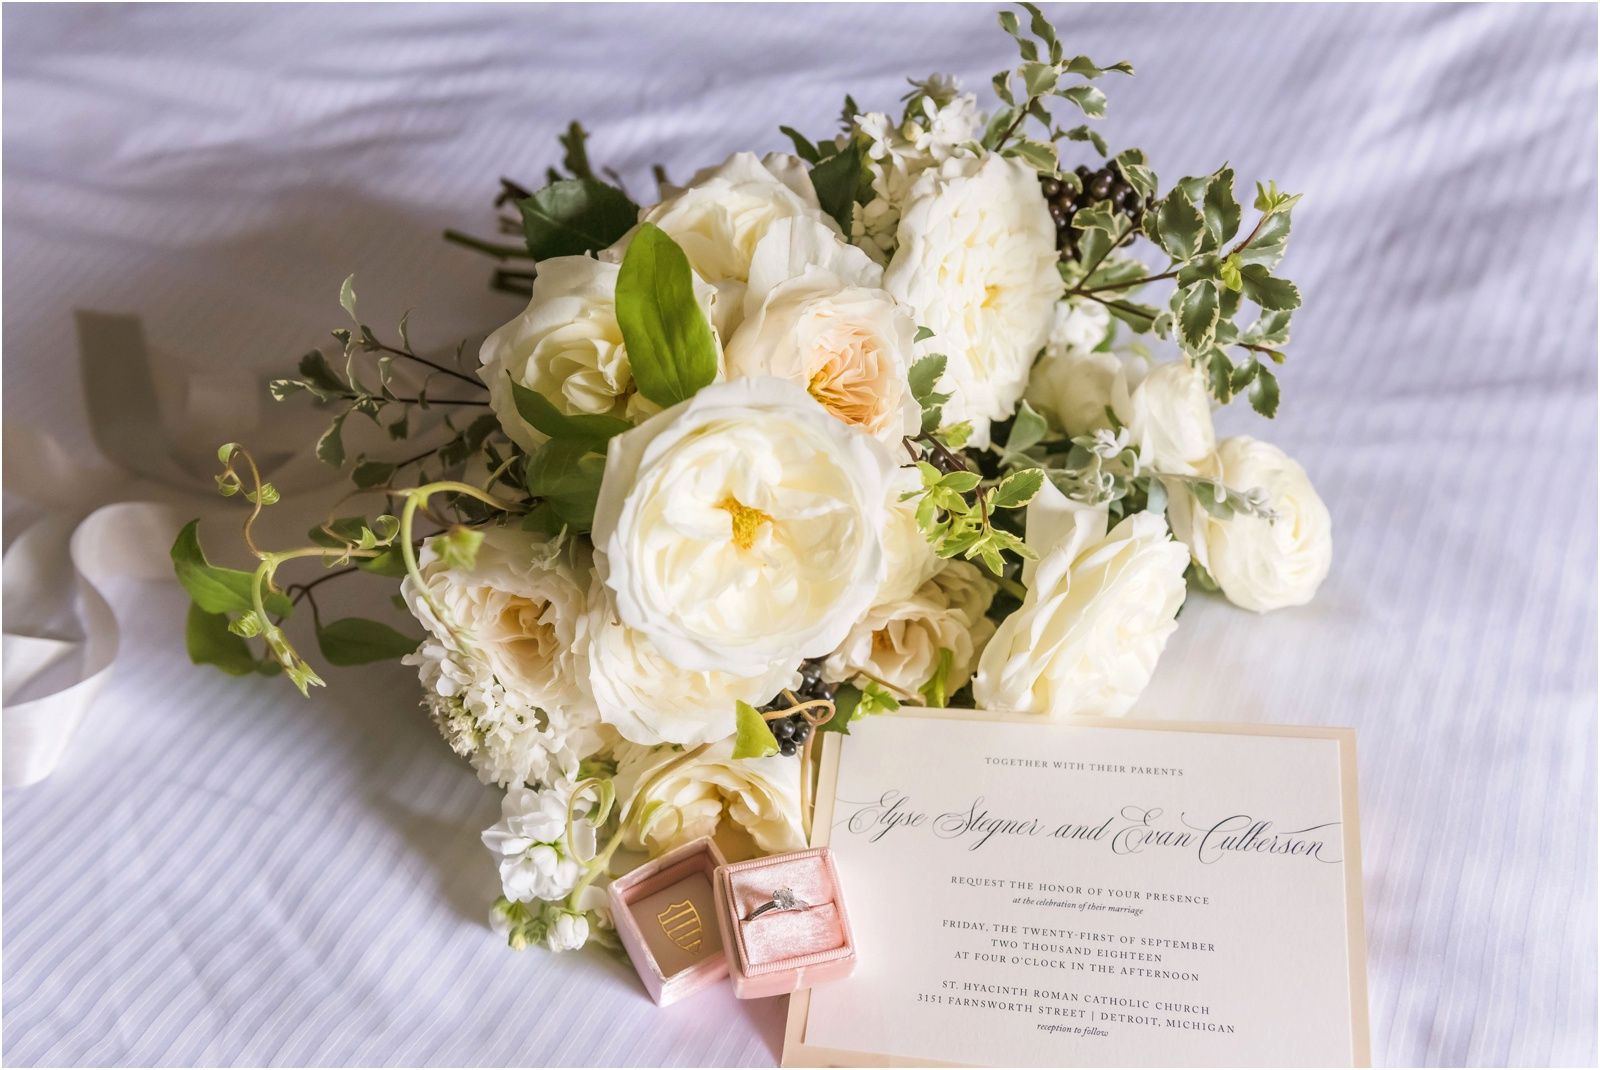 TOGETHER WITH THEIR PARENTS
Elyse Stegner and Evan Culberson
REQUEST THE HONOR OF YOUR PRESENCE
at the celebration of their marriage
FRIDAY, THE TWENTY-FIRST OF SEPTEMBER
TWO THOUSAND EIGHTEEN
AT FOUR O'CLOCK IN THE AFTERNOON
ST. HYACINTH ROMAN CATHOLIC CHURCH
3151 FARNSWORTH STREET | DETROIT, MICHIGAN
reception to follow